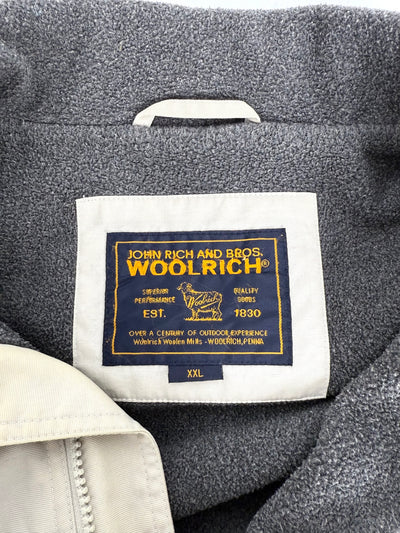 JOHN RICH AND BROS.
WOOLRICH®
SUPERIOR PERFORMANCE
Woolrich
QUALITY GOODS
EST. 1830
OVER A CENTURY OF OUTDOOR EXPERIENCE
Woolrich Woolen Mills - WOOLRICH, PENNA
XXL